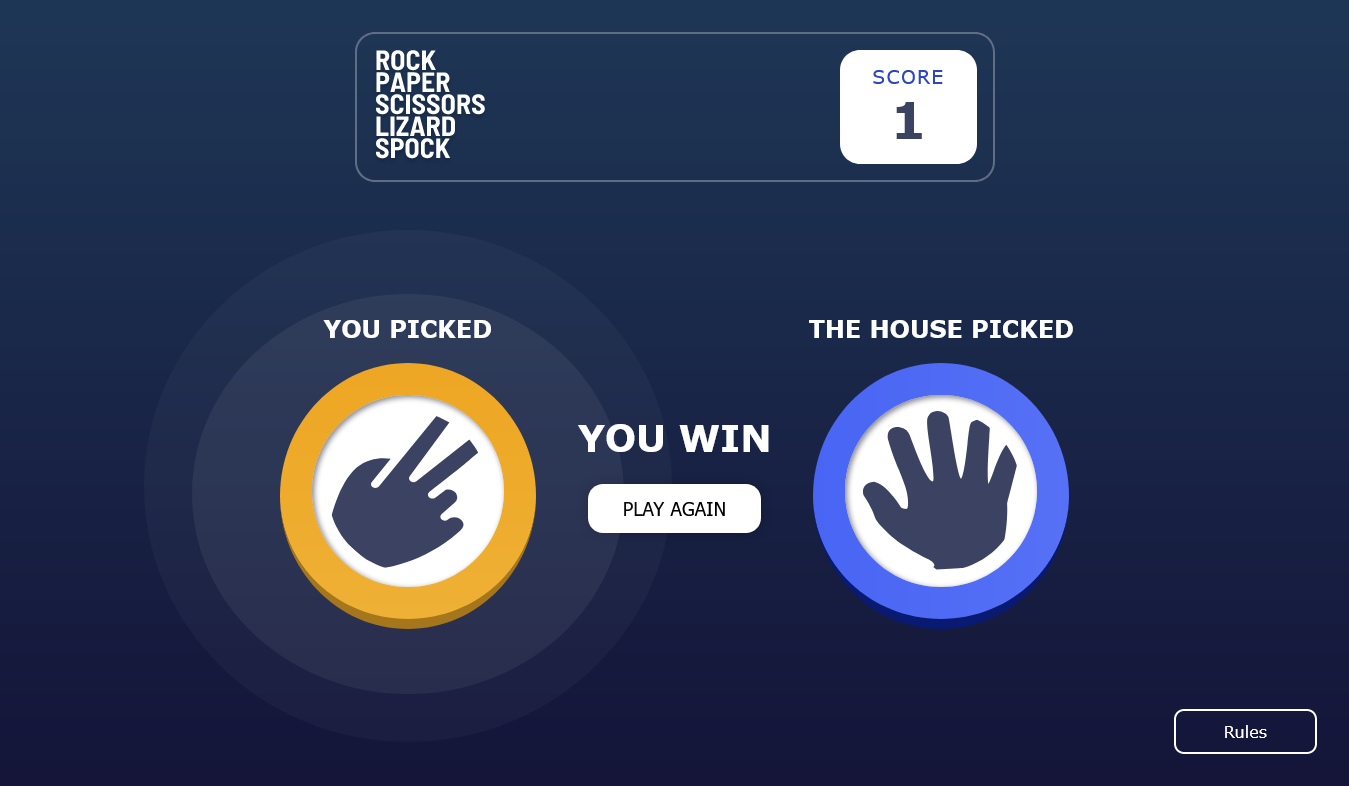 ROCK
PAPER
SCISSORS
LIZARD
SPOCK
SCORE
1
YOU PICKED
THE HOUSE PICKED
YOU WIN
PLAY AGAIN
Rules